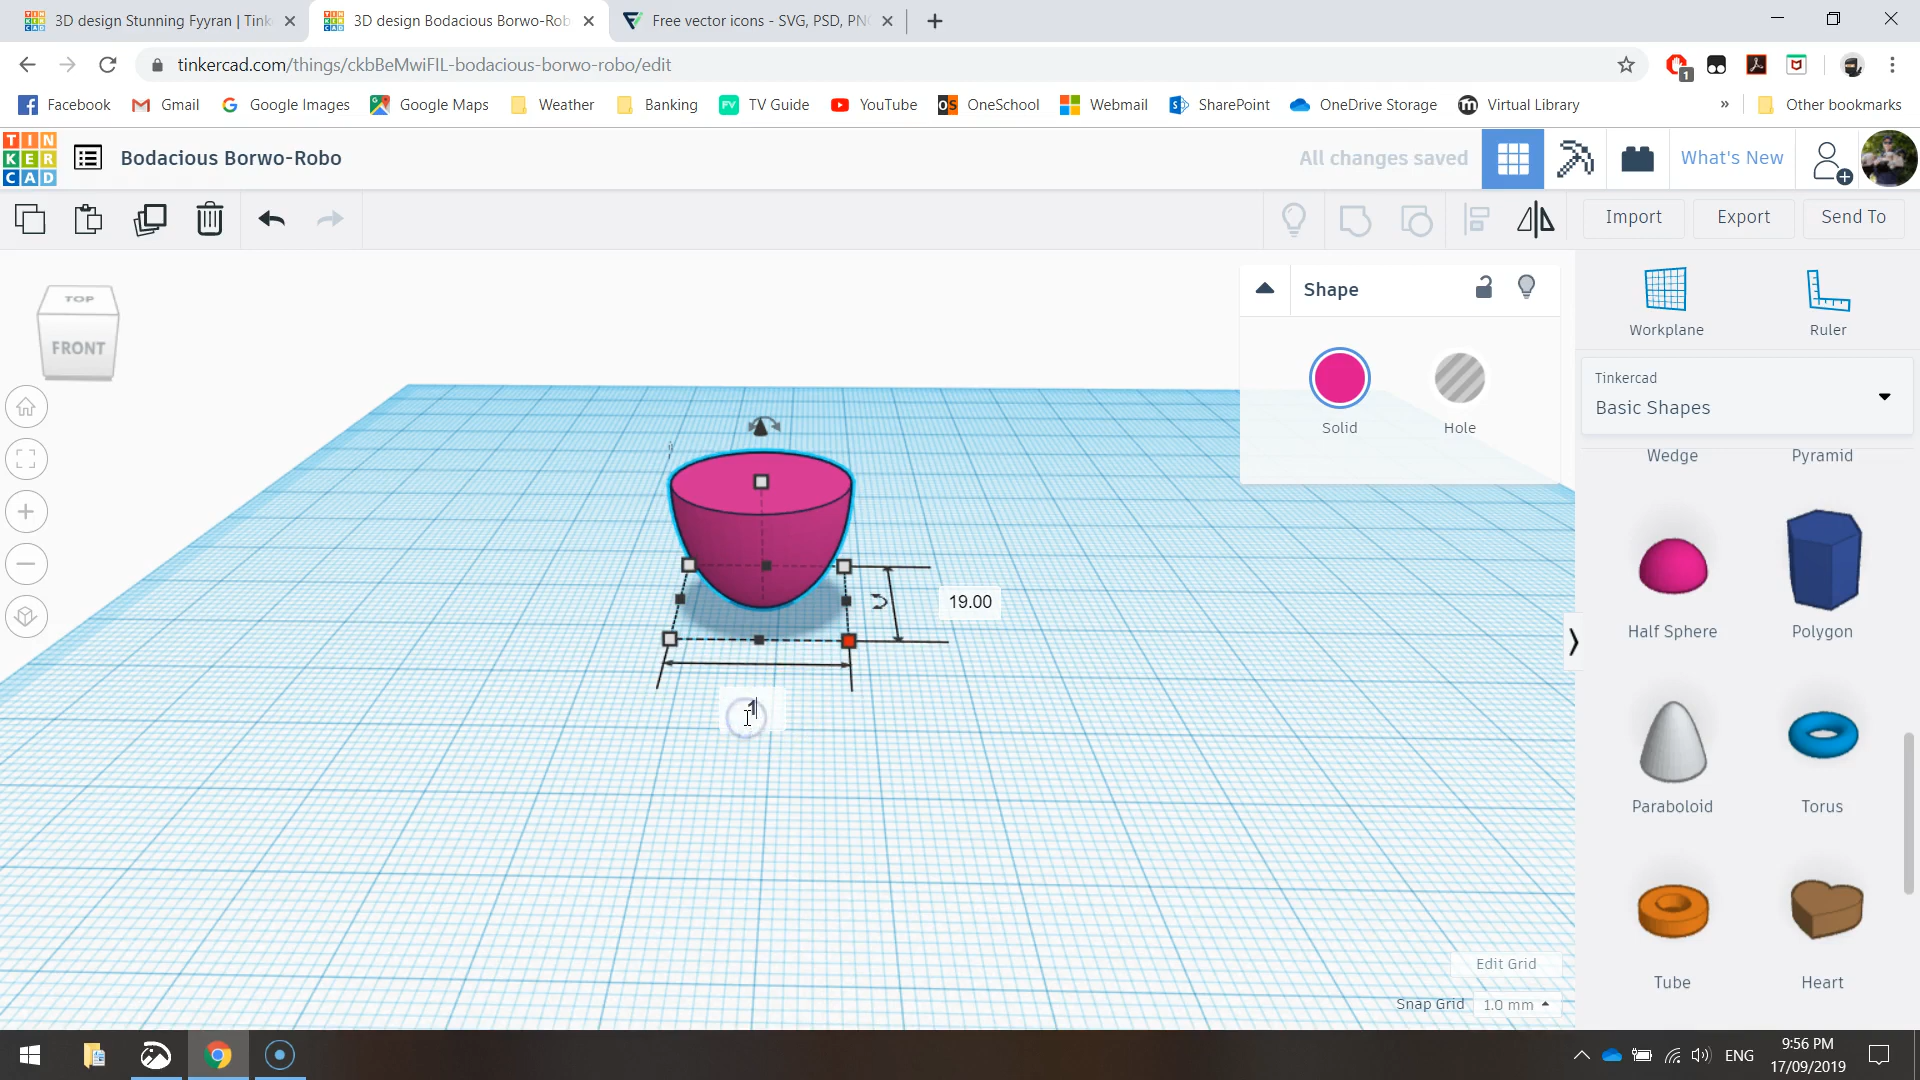 3D design Stunning Fyyran | Tink
3D design Bodacious Borwo-Rob
Free vector icons - SVG, PSD, PN
tinkercad.com/things/ckbBeMwiFIL-bodacious-borwo-robo/edit
1
Facebook Gmail Google Images Google Maps Weather Banking TV Guide YouTube OneSchool Webmail SharePoint OneDrive Storage Virtual Library » Other bookmarks
TIN
KER
CAD
Bodacious Borwo-Robo
All changes saved
What's New
Import Export Send To
TOP
FRONT
Shape
Solid Hole
Workplane Ruler
Tinkercad
Basic Shapes
Wedge Pyramid
Half Sphere Polygon
Paraboloid Torus
Tube Heart
19.00
1
Edit Grid
Snap Grid 1.0 mm
ENG
9:56 PM
17/09/2019